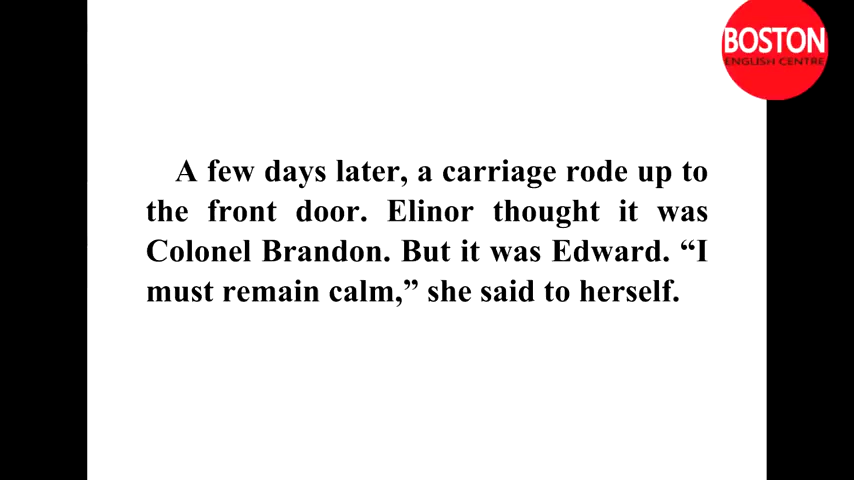 BOSTON
ENGLISH CENTRE
A few days later, a carriage rode up to
the front door. Elinor thought it was
Colonel Brandon. But it was Edward. “I
must remain calm,” she said to herself.